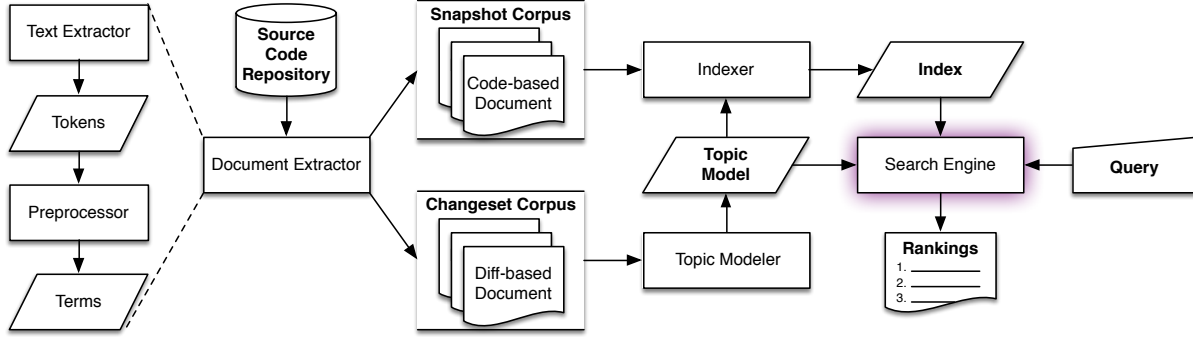 Text Extractor
Tokens
Preprocessor
Terms
Source
Code
Repository
Document Extractor
Snapshot Corpus
Code-based
Document
Changeset Corpus
Diff-based
Document
Indexer
Topic
Model
Topic Modeler
Index
Search Engine
Query
Rankings
1.
2.
3.